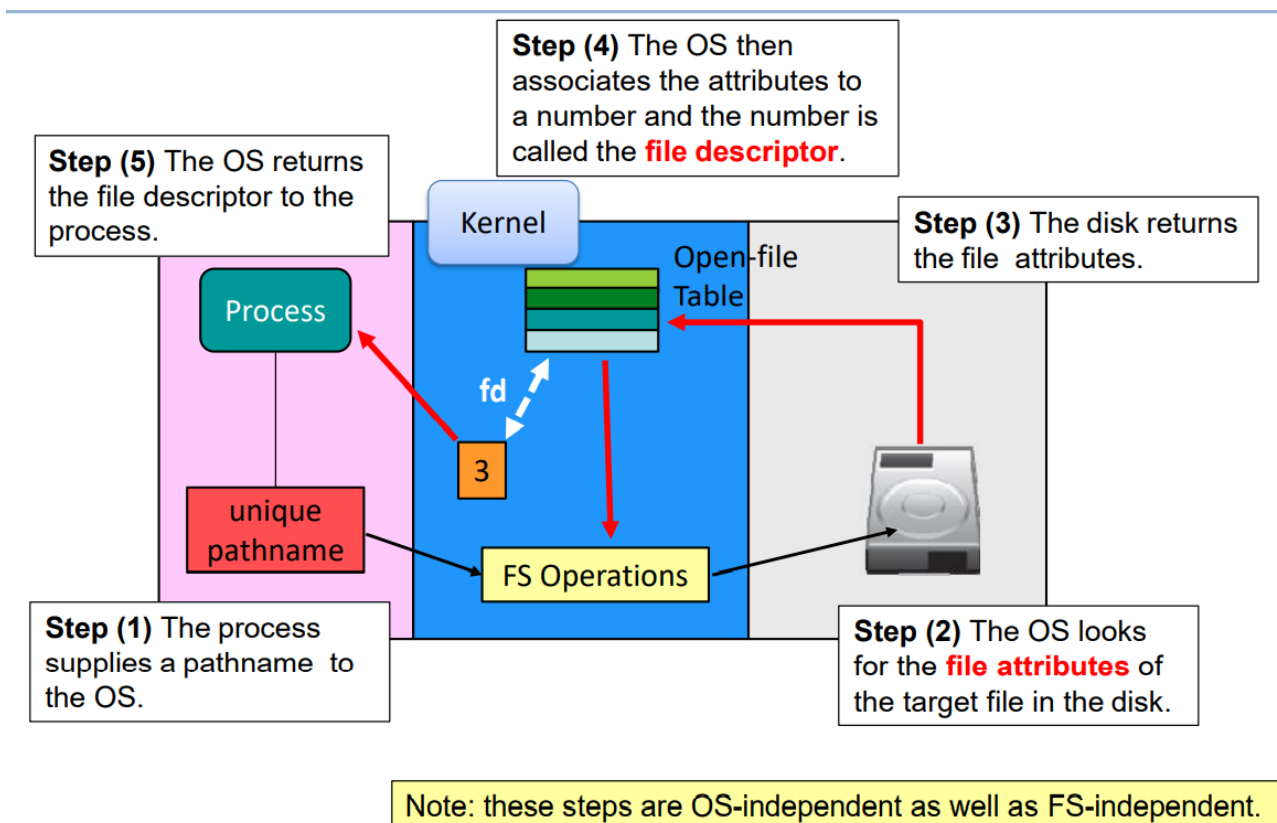 Step (4) The OS then
associates the attributes to
a number and the number is
called the file descriptor.
Step (5) The OS returns
the file descriptor to the
process.
Kernel
Step (3) The disk returns
the file  attributes.
Open-file
Table
Process
fd
3
unique
pathname
FS Operations
Step (1) The process
supplies a pathname  to
the OS.
Step (2) The OS looks
for the file attributes of
the target file in the disk.
Note: these steps are OS-independent as well as FS-independent.